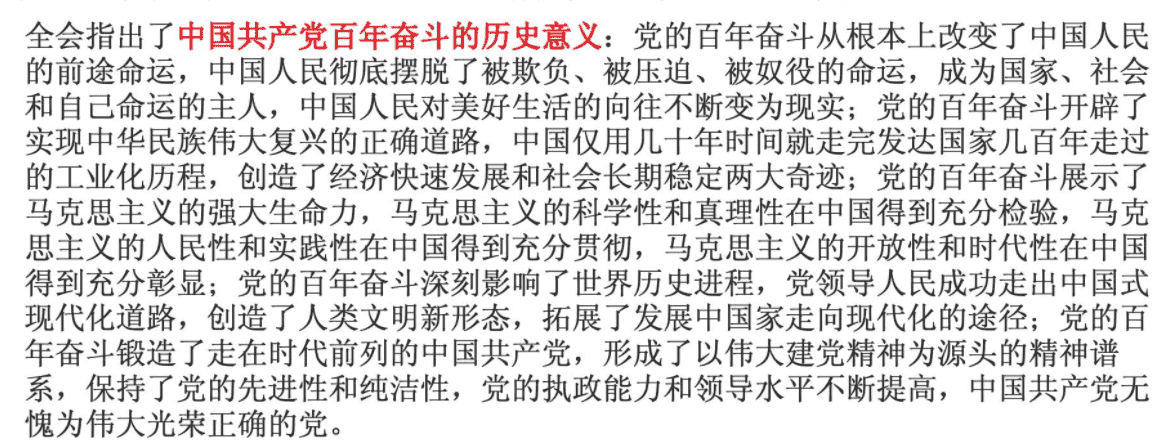 全会指出了中国共产党百年奋斗的历史意义：党的百年奋斗从根本上改变了中国人民
的前途命运，中国人民彻底摆脱了被欺负、被压迫、被奴役的命运，成为国家、社会
和自己命运的主人，中国人民对美好生活的向往不断变为现实；党的百年奋斗开辟了
实现中华民族伟大复兴的正确道路，中国仅用几十年时间就走完发达国家几百年走过
的工业化历程，创造了经济快速发展和社会长期稳定两大奇迹；党的百年奋斗展示了
马克思主义的强大生命力，马克思主义的科学性和真理性在中国得到充分检验，马克
思主义的人民性和实践性在中国得到充分贯彻，马克思主义的开放性和时代性在中国
得到充分彰显；党的百年奋斗深刻影响了世界历史进程，党领导人民成功走出中国式
现代化道路，创造了人类文明新形态，拓展了发展中国家走向现代化的途径；党的百
年奋斗锻造了走在时代前列的中国共产党，形成了以伟大建党精神为源头的精神谱
系，保持了党的先进性和纯洁性，党的执政能力和领导水平不断提高，中国共产党无
愧为伟大光荣正确的党。